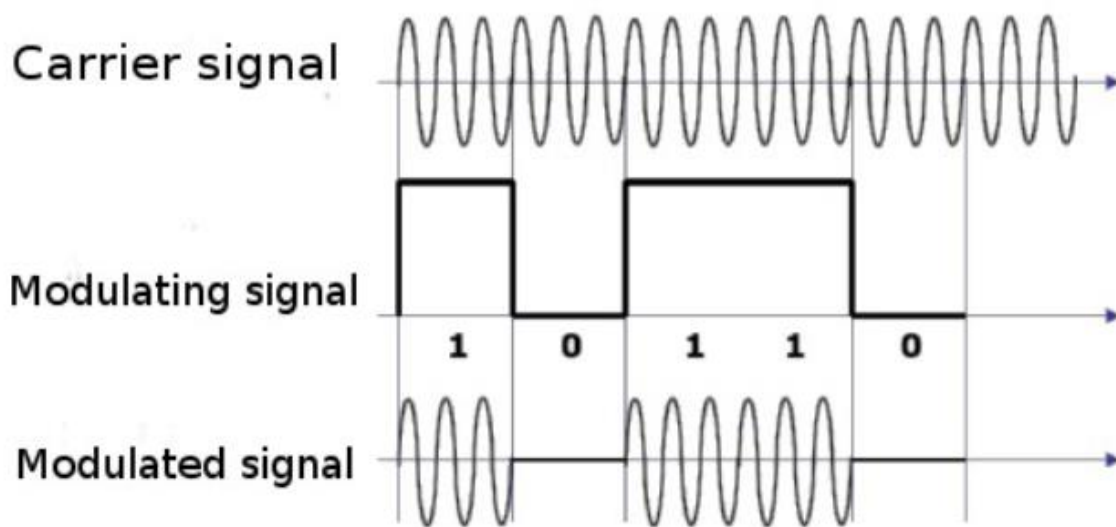 Carrier signal
Modulating signal
1 0 1 1 0
Modulated signal